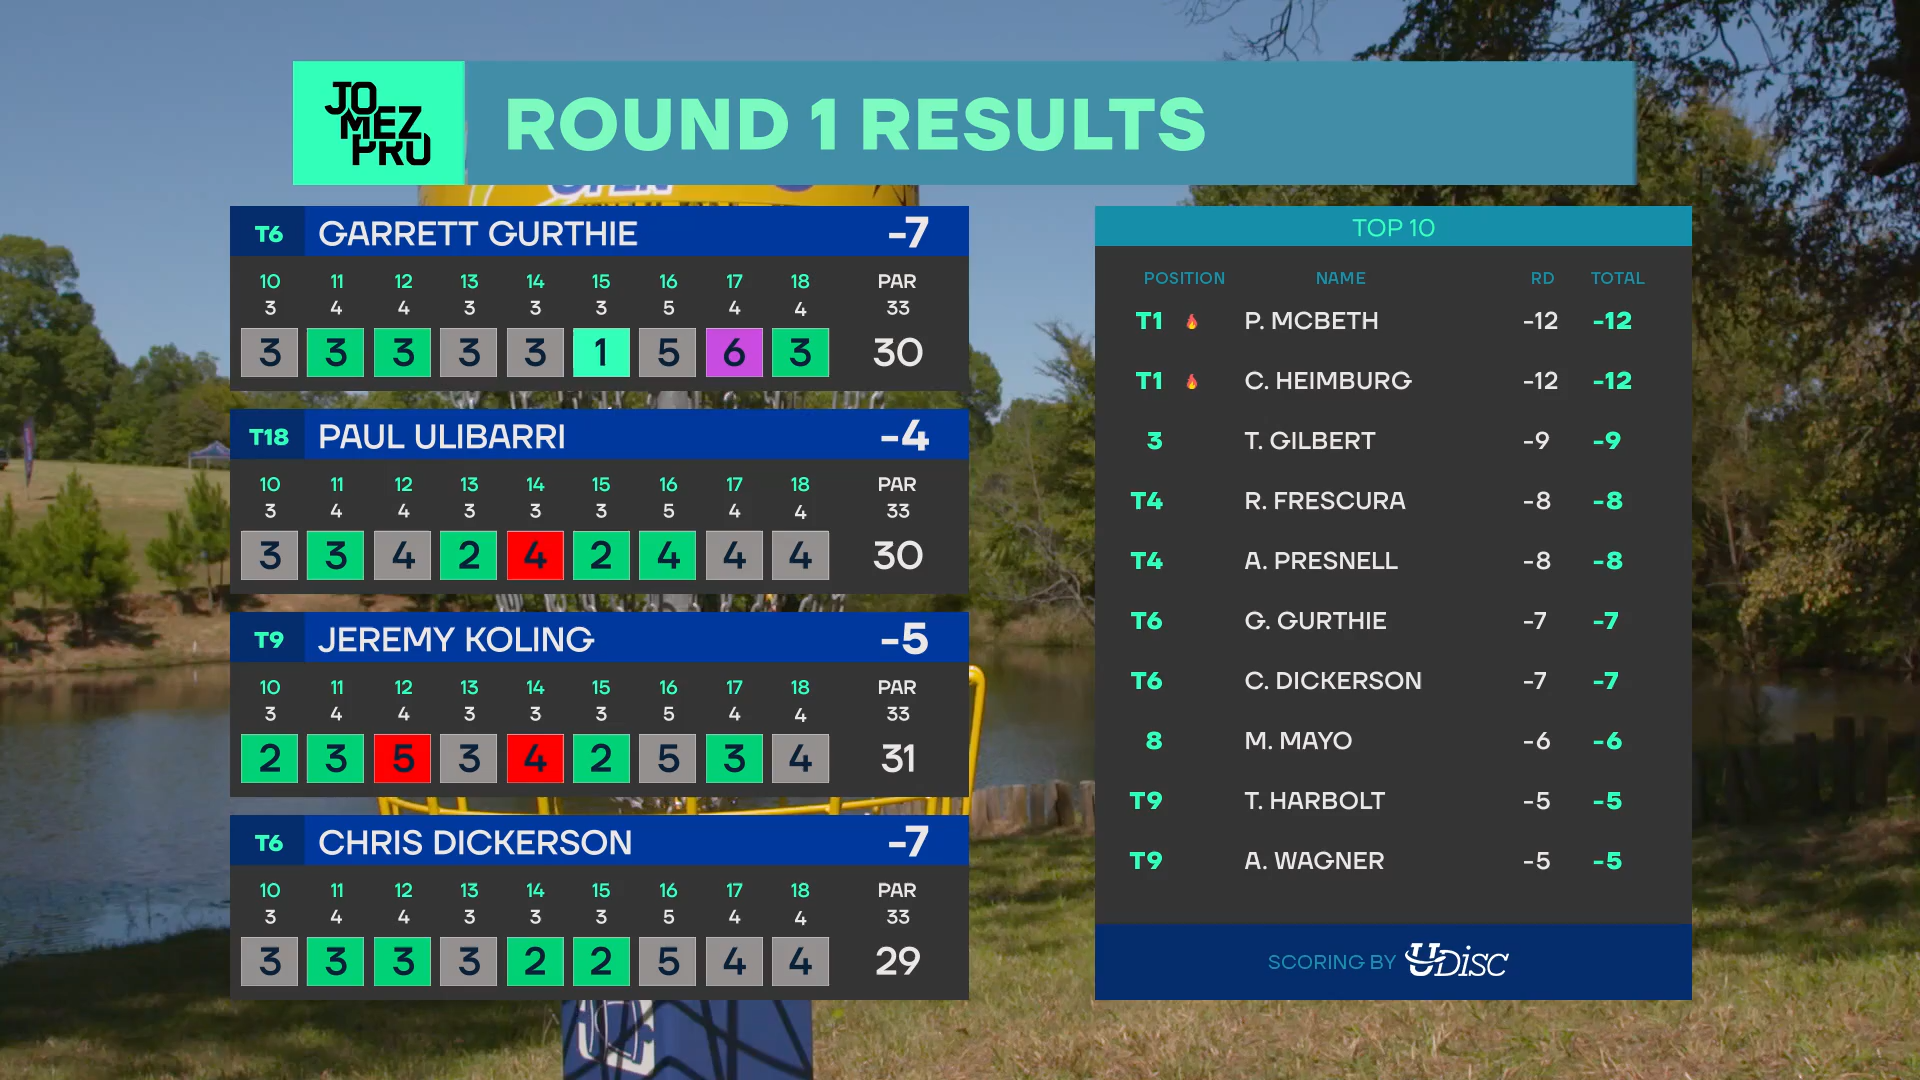 JO
MEZ
PRO
ROUND 1 RESULTS
T6 GARRETT GURTHIE -7
10 11 12 13 14 15 16 17 18 PAR
3 4 4 3 3 3 5 4 4 33
3 3 3 3 3 1 5 6 3 30
T18 PAUL ULIBARRI -4
10 11 12 13 14 15 16 17 18 PAR
3 4 4 3 3 3 5 4 4 33
3 3 4 2 4 2 4 4 4 30
T9 JEREMY KOLING -5
10 11 12 13 14 15 16 17 18 PAR
3 4 4 3 3 3 5 4 4 33
2 3 5 3 4 2 5 3 4 31
T6 CHRIS DICKERSON -7
10 11 12 13 14 15 16 17 18 PAR
3 4 4 3 3 3 5 4 4 33
3 3 3 3 2 2 5 4 4 29
TOP 10
POSITION NAME RD TOTAL
T1 P. MCBETH -12 -12
T1 C. HEIMBURG -12 -12
3 T. GILBERT -9 -9
T4 R. FRESCURA -8 -8
T4 A. PRESNELL -8 -8
T6 G. GURTHIE -7 -7
T6 C. DICKERSON -7 -7
8 M. MAYO -6 -6
T9 T. HARBOLT -5 -5
T9 A. WAGNER -5 -5
SCORING BY UDisc